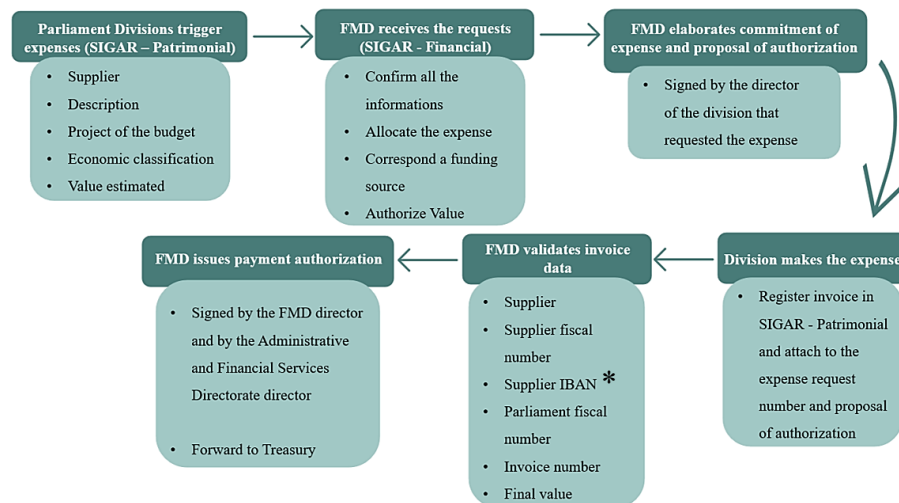 Parliament Divisions trigger
expenses (SIGAR – Patrimonial)
• Supplier
• Description
• Project of the budget
• Economic classification
• Value estimated
FMD receives the requests
(SIGAR - Financial)
• Confirm all the
informations
• Allocate the expense
• Correspond a funding
source
• Authorize Value
FMD elaborates commitment of
expense and proposal of authorization
• Signed by the director
of the division that
requested the expense
Division makes the expense
• Register invoice in
SIGAR - Patrimonial
and attach to the
expense request
number and proposal
of authorization
FMD validates invoice
data
• Supplier
• Supplier fiscal
number
• Supplier IBAN *
• Parliament fiscal
number
• Invoice number
• Final value
FMD issues payment authorization
• Signed by the FMD director
and by the Administrative
and Financial Services
Directorate director
• Forward to Treasury